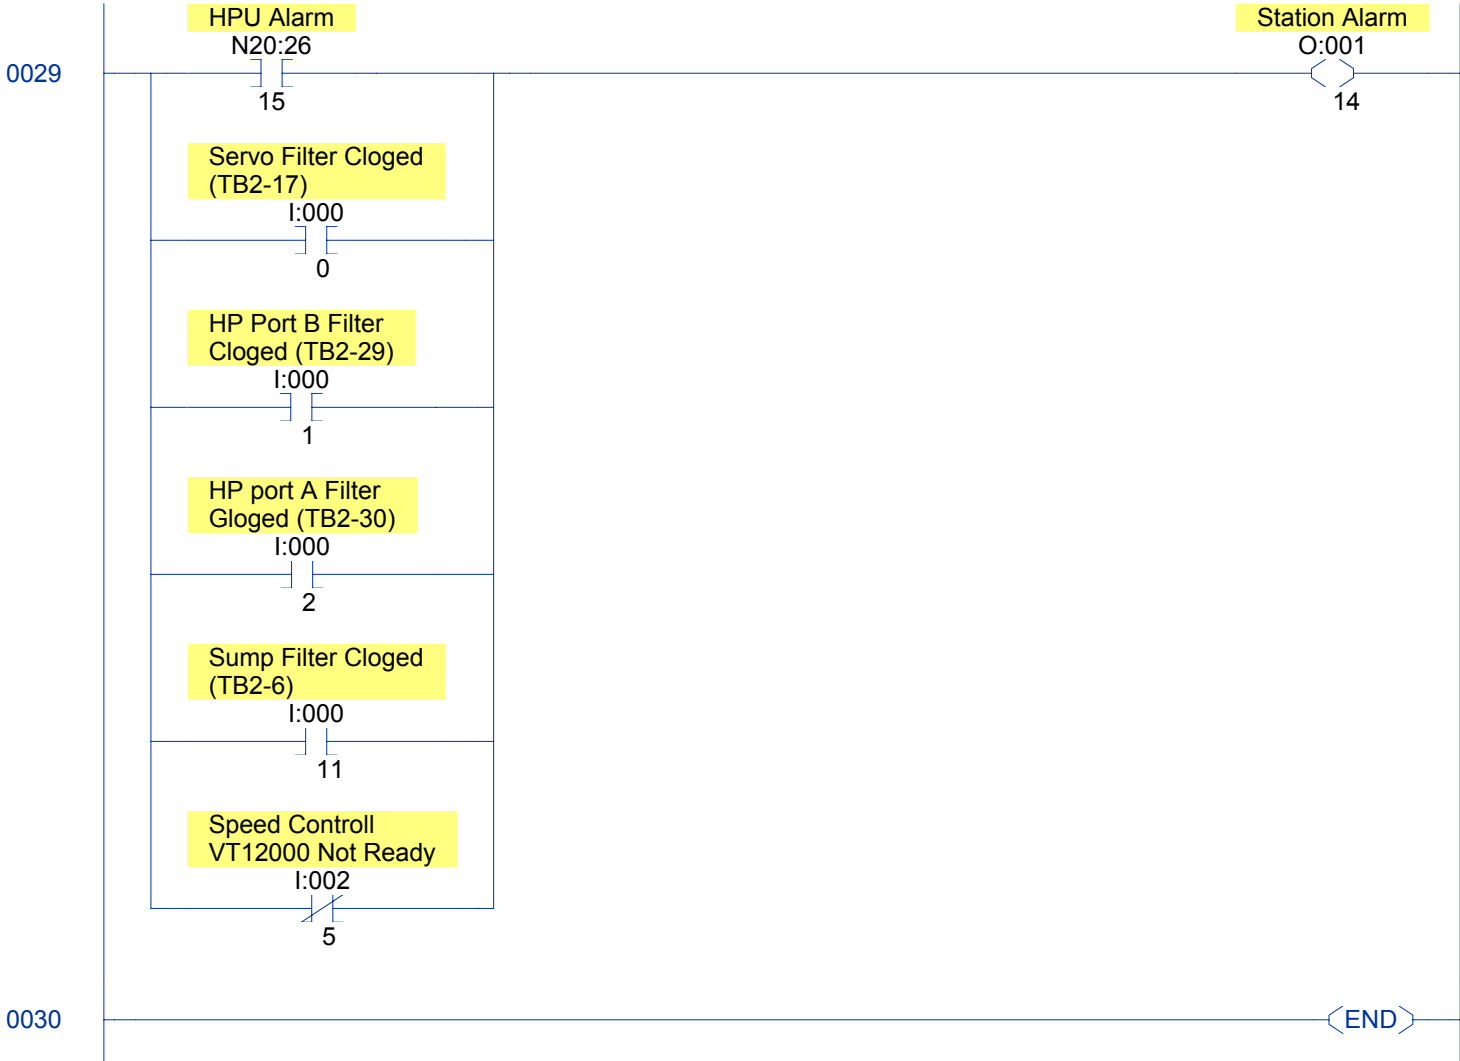 HPU Alarm
Station Alarm
N20:26
O:001
0029
15
14
Servo Filter Cloged
(TB2-17)
I:000
0
HP Port B Filter
Cloged (TB2-29)
I:000
1
HP port A Filter
Gloged (TB2-30)
I:000
2
Sump Filter Cloged
(TB2-6)
I:000
11
Speed Controll
VT12000 Not Ready
I:002
5
0030
END